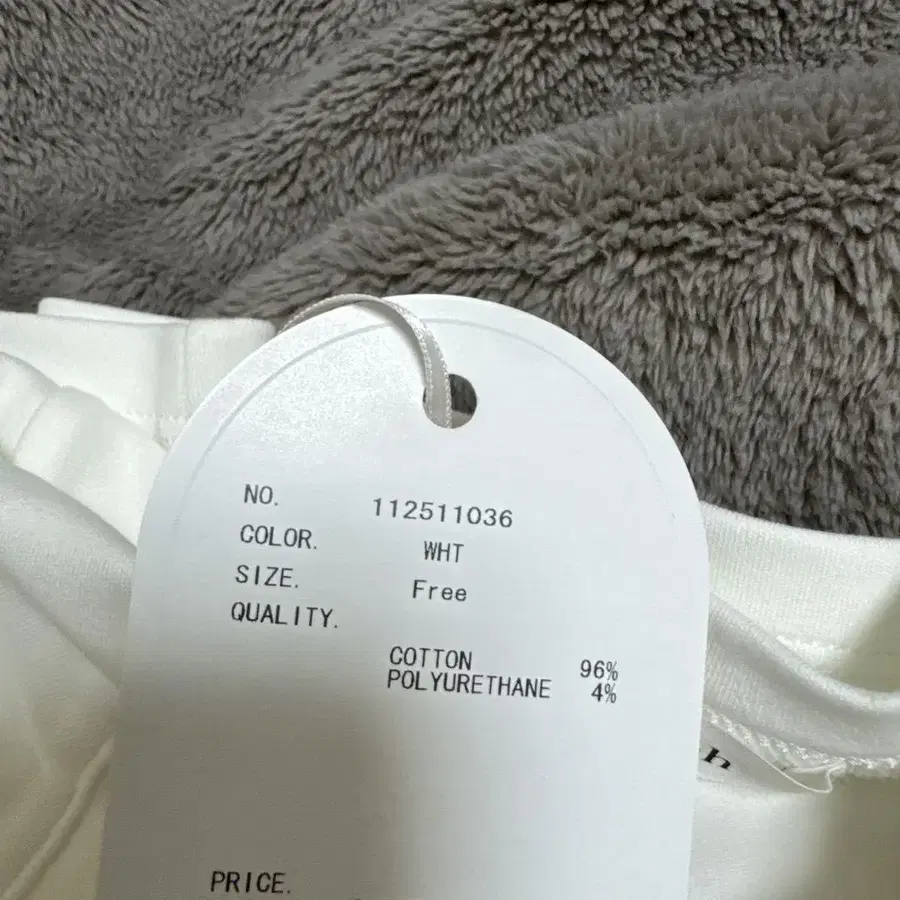 NO. 112511036
COLOR. WHT
SIZE. Free
QUALITY.
COTTON 96%
POLYURETHANE 4%
h
PRICE.